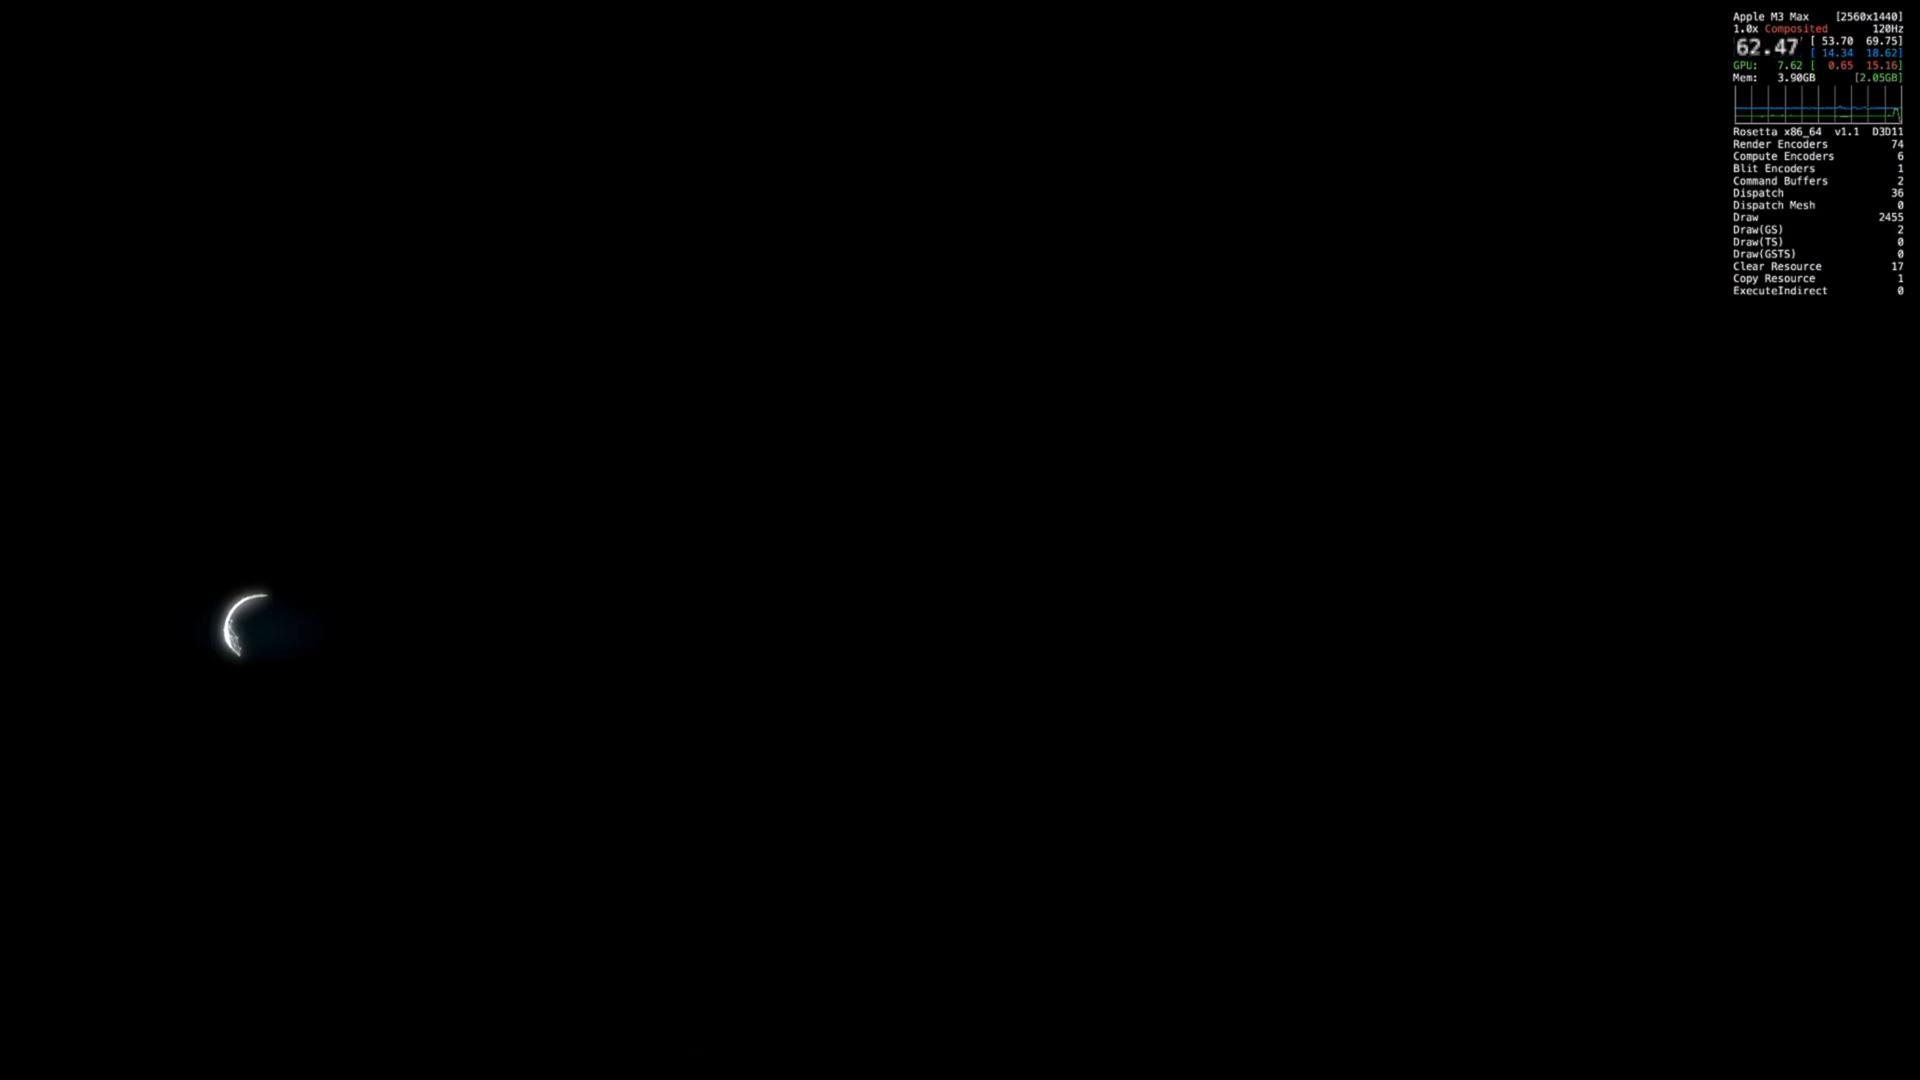 Apple M3 Max [2560x1440]
1.0x Composited 120Hz
62.47 [ 53.70 69.75]
[ 14.34 18.62]
GPU: 7.62 [ 0.65 15.16]
Mem: 3.90GB [2.05GB]
Rosetta x86_64 v1.1 D3D11
Render Encoders 74
Compute Encoders 6
Blit Encoders 1
Command Buffers 2
Dispatch 36
Dispatch Mesh 0
Draw 2455
Draw(GS) 2
Draw(TS) 0
Draw(GSTS) 0
Clear Resource 17
Copy Resource 1
ExecuteIndirect 0